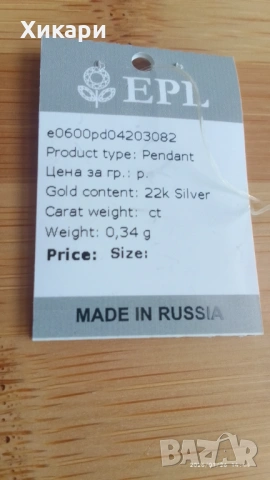 Хикари
EPL
e0600pd04203082
Product type: Pendant
Цена за гр.: р.
Gold content: 22k Silver
Carat weight: ct
Weight: 0,34 g
Price: Size:
MADE IN RUSSIA
bazar